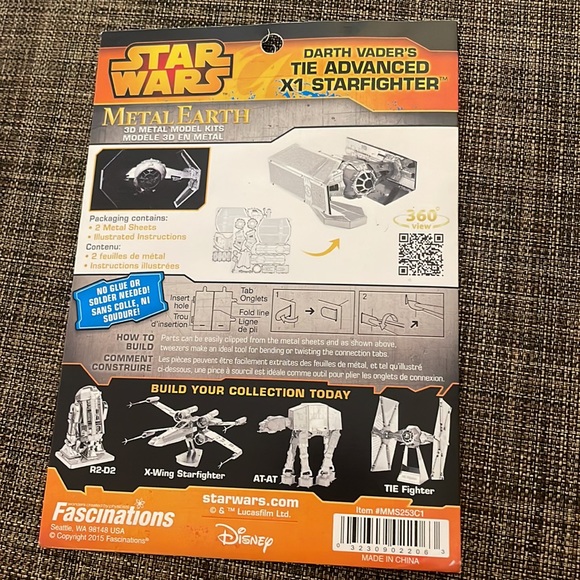 STAR
WARS
DARTH VADER'S
TIE ADVANCED
X1 STARFIGHTER™
METAL EARTH
3D METAL MODEL KITS
MODÈLE 3D EN MÉTAL
Packaging contains:
• 2 Metal Sheets
• Illustrated Instructions
Contenu:
• 2 feuilles de métal
• Instructions illustrées
360°
view
NO GLUE OR
SOLDER NEEDED!
SANS COLLE, NI
SOUDURE!
Insert
hole
Trou
d'insertion
Tab
Onglets
Fold line
Ligne
de pli
1
2
HOW TO
BUILD
Parts can be easily clipped from the metal sheets and as shown above,
tweezers make an ideal tool for bending or twisting the connection tabs.
COMMENT
CONSTRUIRE
Les pièces peuvent être facilement extraites des feuilles de métal, et tel qu'illustré
ci-dessous, une pince à sourcil est idéale comme outil pour plier les onglets de connexion.
BUILD YOUR COLLECTION TODAY
R2-D2
X-Wing Starfighter
AT-AT
TIE Fighter
Fascinations
Seattle, WA 98148 USA
© Copyright 2015 Fascinations®
starwars.com
© & ™ Lucasfilm Ltd.
Disney
Item #MMS253C1
0 32309 02206 3
MADE IN CHINA